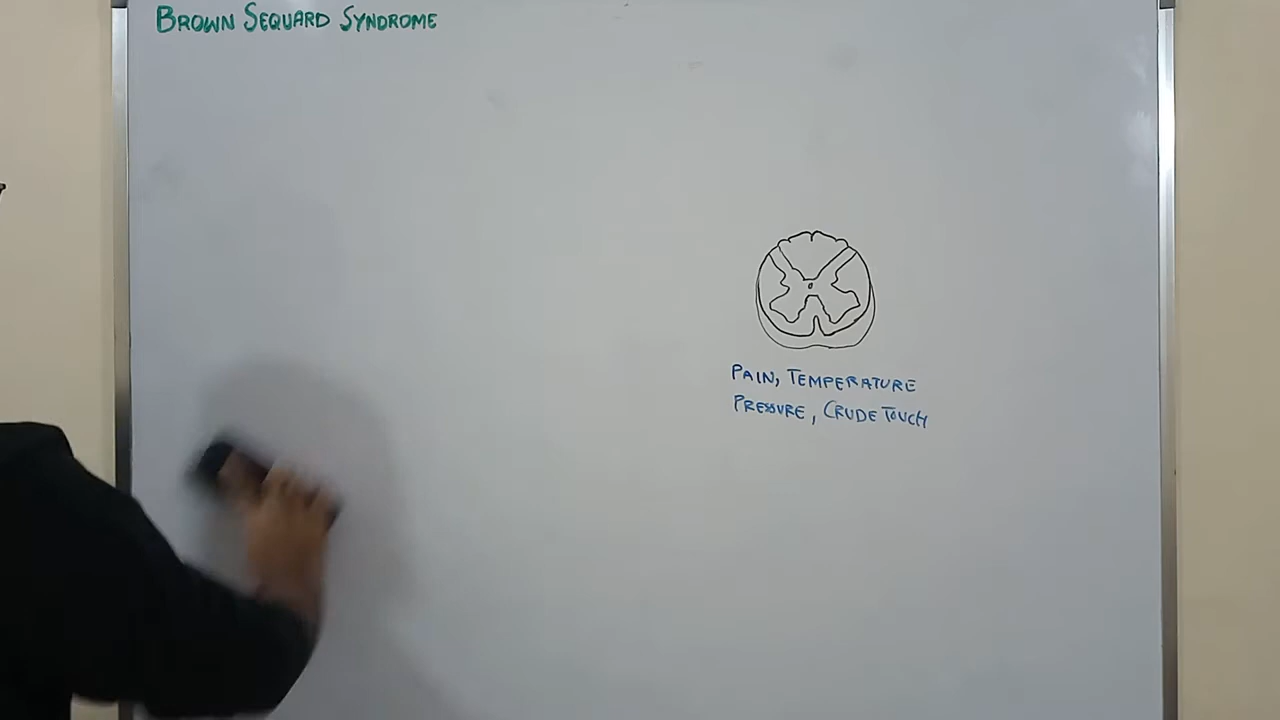 BROWN SEQUARD SYNDROME
PAIN, TEMPERATURE
PRESSURE, CRUDE TOUCH